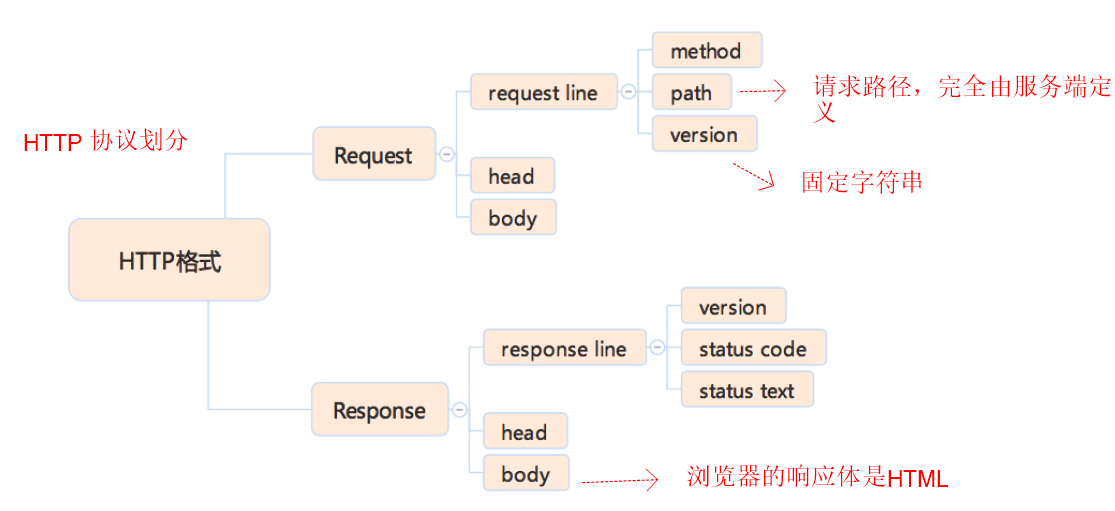 method
request line
path
请求路径，完全由服务端定
义
HTTP 协议划分
version
Request
head
固定字符串
body
HTTP格式
version
response line
status code
status text
Response
head
body
浏览器的响应体是HTML